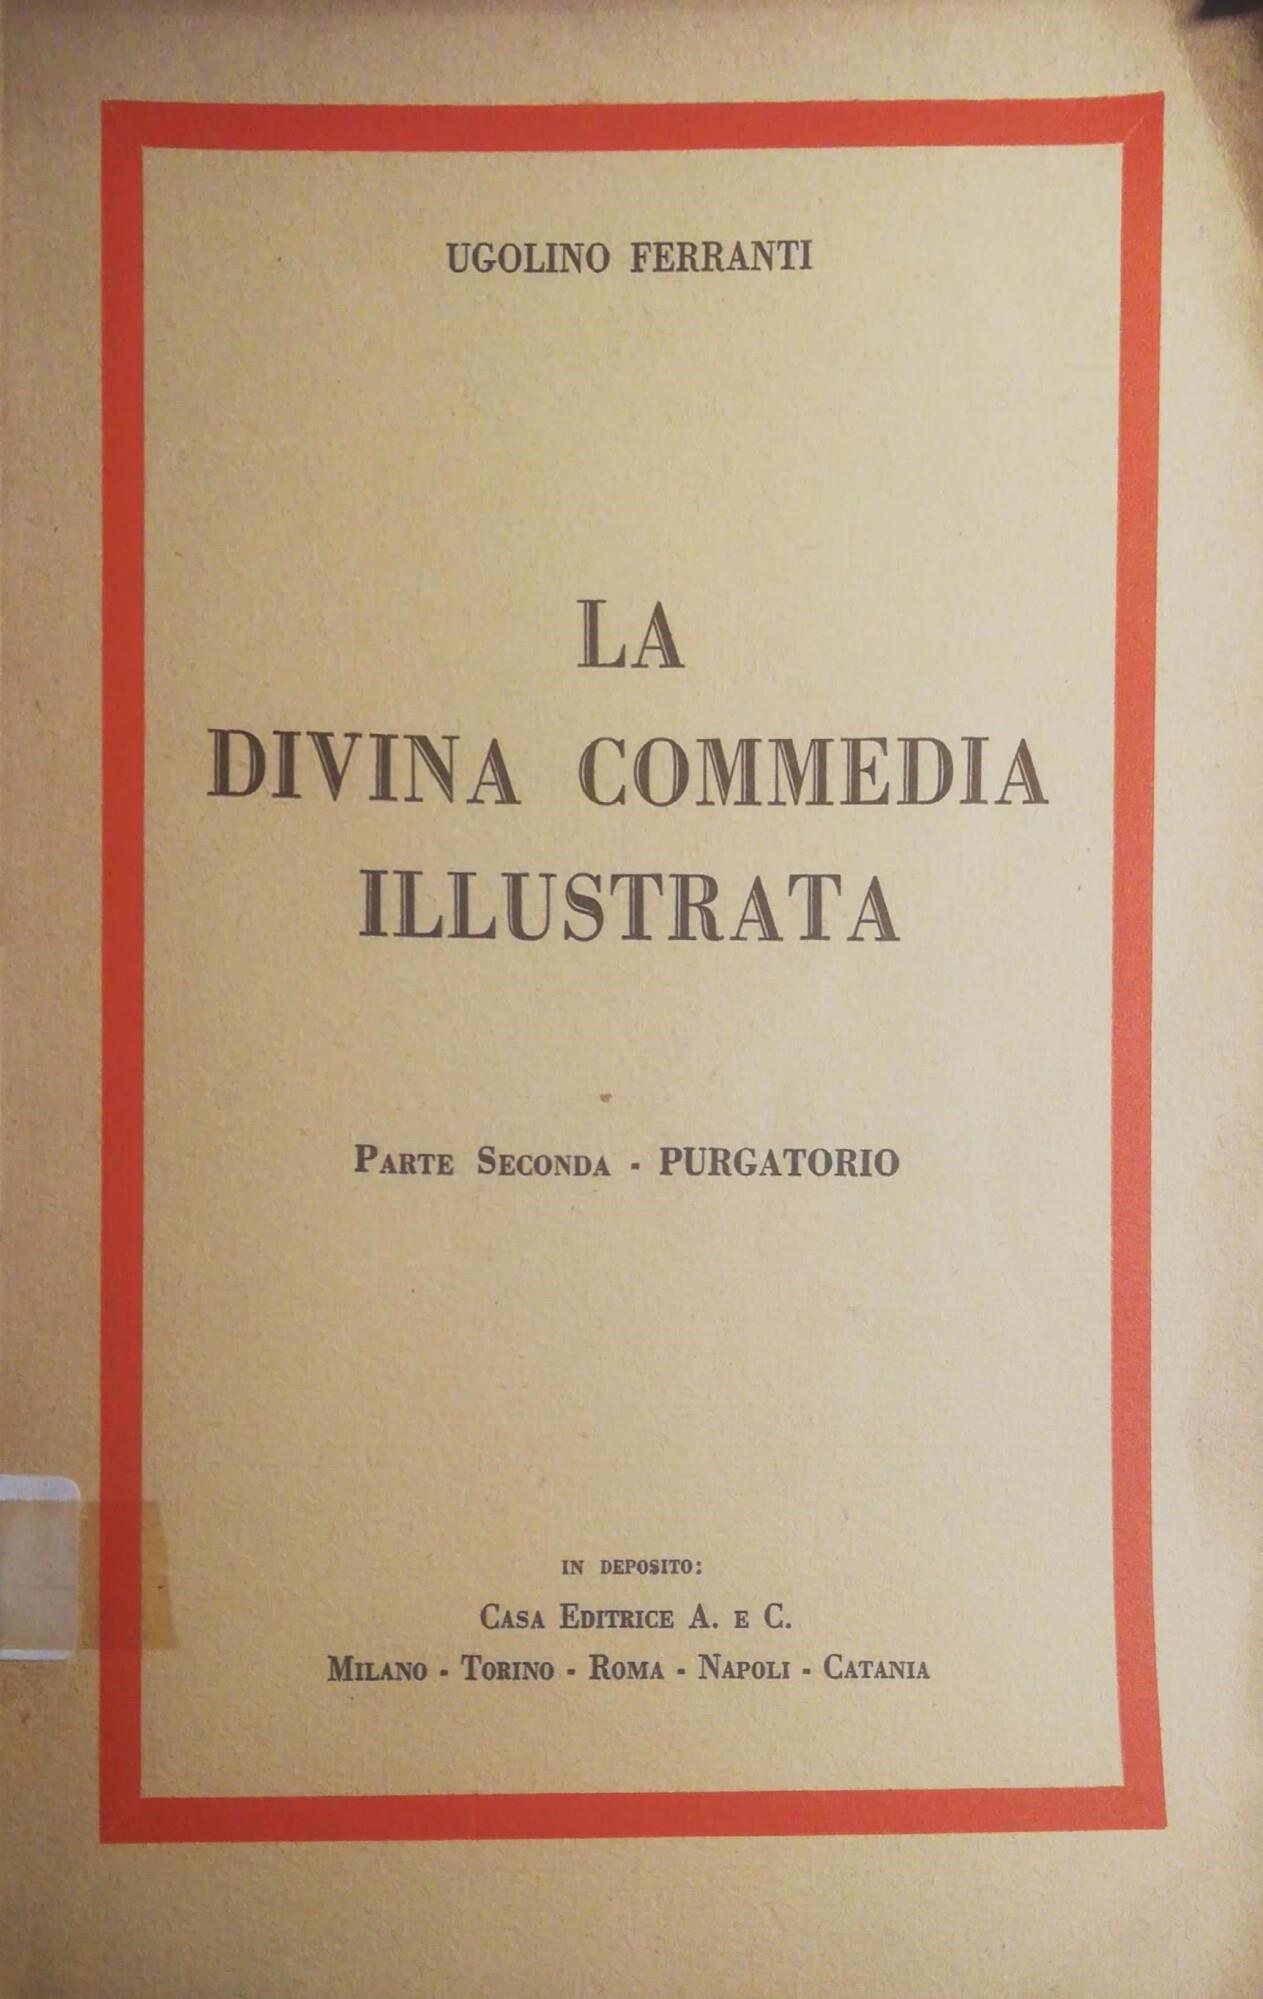 UGOLINO FERRANTI
LA
DIVINA COMMEDIA
ILLUSTRATA
PARTE SECONDA - PURGATORIO
IN DEPOSITO:
CASA EDITRICE A. E C.
MILANO - TORINO - ROMA - NAPOLI - CATANIA